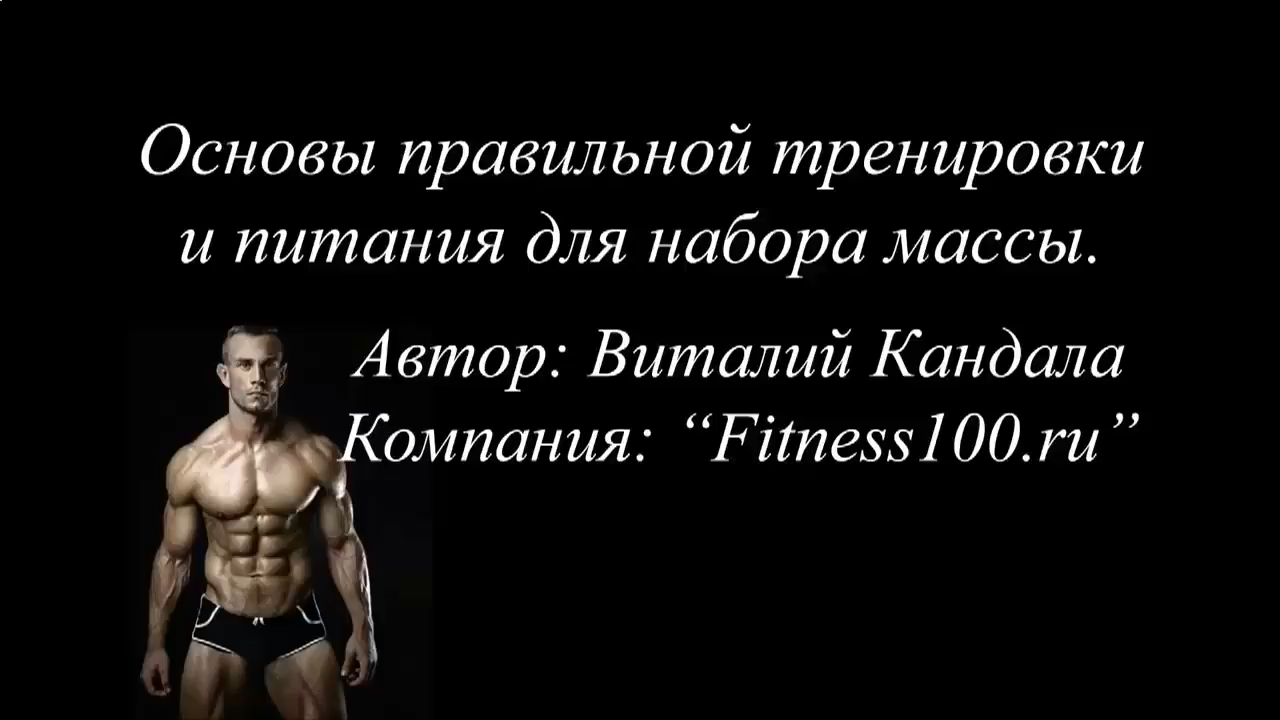 Основы правильной тренировки
и питания для набора массы.
Автор: Виталий Кандала
Компания: “Fitness100.ru”